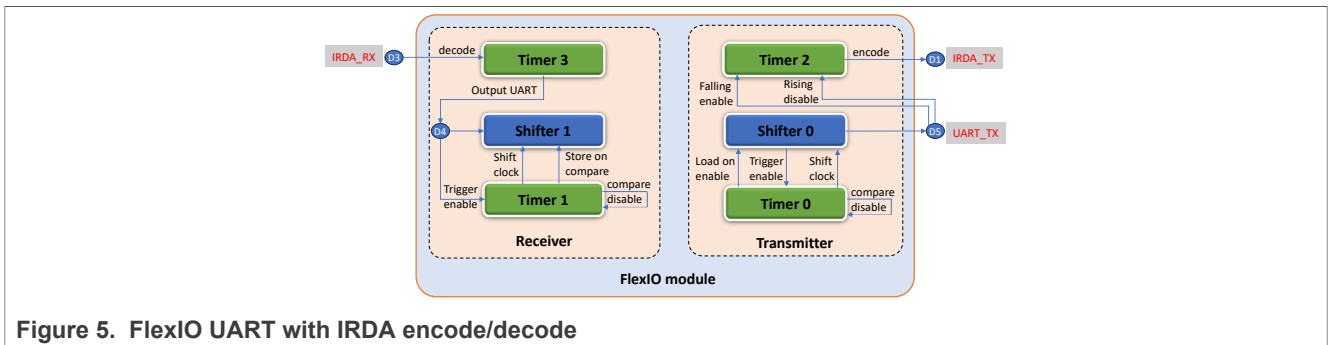 IRDA_RX
D3
decode
Timer 3
Output UART
D4
Shifter 1
Shift
clock
Store on
compare
Trigger
enable
Timer 1
compare
disable
Receiver
Timer 2
encode
D1
IRDA_TX
Falling
enable
Rising
disable
Shifter 0
D5
UART_TX
Load on
enable
Trigger
enable
Shift
clock
Timer 0
compare
disable
Transmitter
FlexIO module
Figure 5. FlexIO UART with IRDA encode/decode